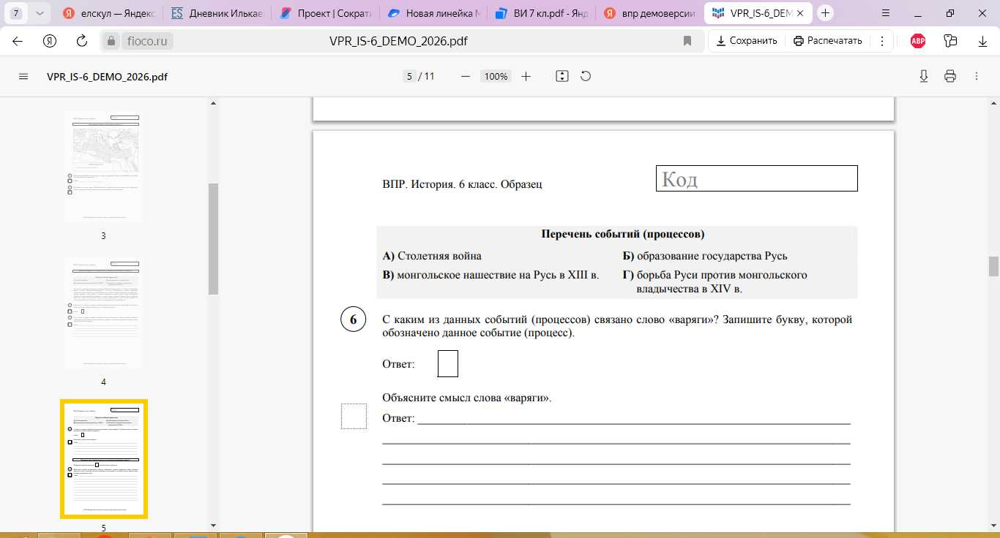 7
елскул — Яндекс
Дневник Илькае
Проект | Сократи
Новая линейка М
ВИ 7 кл.pdf - Янд
впр демоверсии
VPR_IS-6_DEM
fioco.ru
VPR_IS-6_DEMO_2026.pdf
Сохранить
Распечатать
ABP
VPR_IS-6_DEMO_2026.pdf
5 / 11
100%
3
4
5
ВПР. История. 6 класс. Образец
Код
Перечень событий (процессов)
А) Столетняя война
Б) образование государства Русь
В) монгольское нашествие на Русь в XIII в.
Г) борьба Руси против монгольского
владычества в XIV в.
6
С каким из данных событий (процессов) связано слово «варяги»? Запишите букву, которой
обозначено данное событие (процесс).
Ответ:
Объясните смысл слова «варяги».
Ответ: